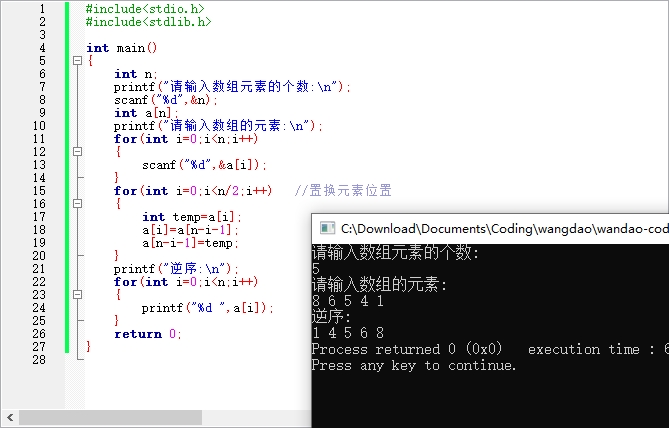 1 #include<stdio.h>
2 #include<stdlib.h>
3
4 int main()
5 {
6 int n;
7 printf("请输入数组元素的个数:\n");
8 scanf("%d",&n);
9 int a[n];
10 printf("请输入数组的元素:\n");
11 for(int i=0;i<n;i++)
12 {
13 scanf("%d",&a[i]);
14 }
15 for(int i=0;i<n/2;i++) //置换元素位置
16 {
17 int temp=a[i];
18 a[i]=a[n-i-1];
19 a[n-i-1]=temp;
20 }
21 printf("逆序:\n");
22 for(int i=0;i<n;i++)
23 {
24 printf("%d ",a[i]);
25 }
26 return 0;
27 }
28
C:\Download\Documents\Coding\wangdao\wandao-cod
请输入数组元素的个数:
5
请输入数组的元素:
8 6 5 4 1
逆序:
1 4 5 6 8
Process returned 0 (0x0) execution time : 6
Press any key to continue.